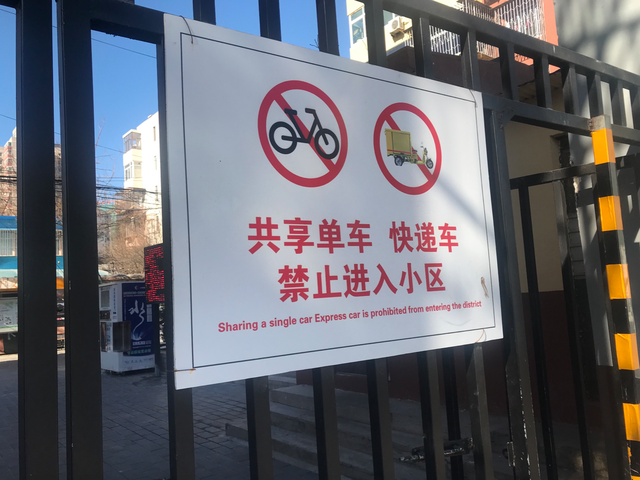 共享单车 快递车
禁止进入小区
Sharing a single car Express car is prohibited from entering the district